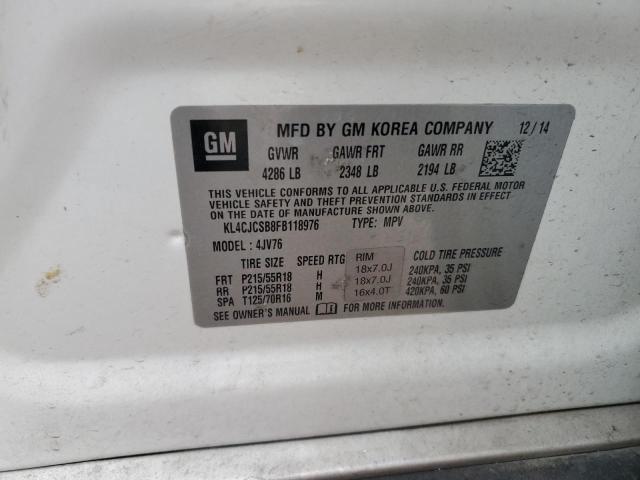 GM MFD BY GM KOREA COMPANY 12/14
GVWR GAWR FRT GAWR RR
4286 LB 2348 LB 2194 LB
THIS VEHICLE CONFORMS TO ALL APPLICABLE U.S. FEDERAL MOTOR
VEHICLE SAFETY AND THEFT PREVENTION STANDARDS IN EFFECT
ON THE DATE OF MANUFACTURE SHOWN ABOVE.
KL4CJCSB8FB118976 TYPE: MPV
MODEL: 4JV76
TIRE SIZE SPEED RTG RIM COLD TIRE PRESSURE
FRT P215/55R18 H 18x7.0J 240KPA, 35 PSI
RR P215/55R18 H 18x7.0J 240KPA, 35 PSI
SPA T125/70R16 M 16x4.0T 420KPA, 60 PSI
SEE OWNER'S MANUAL FOR MORE INFORMATION.